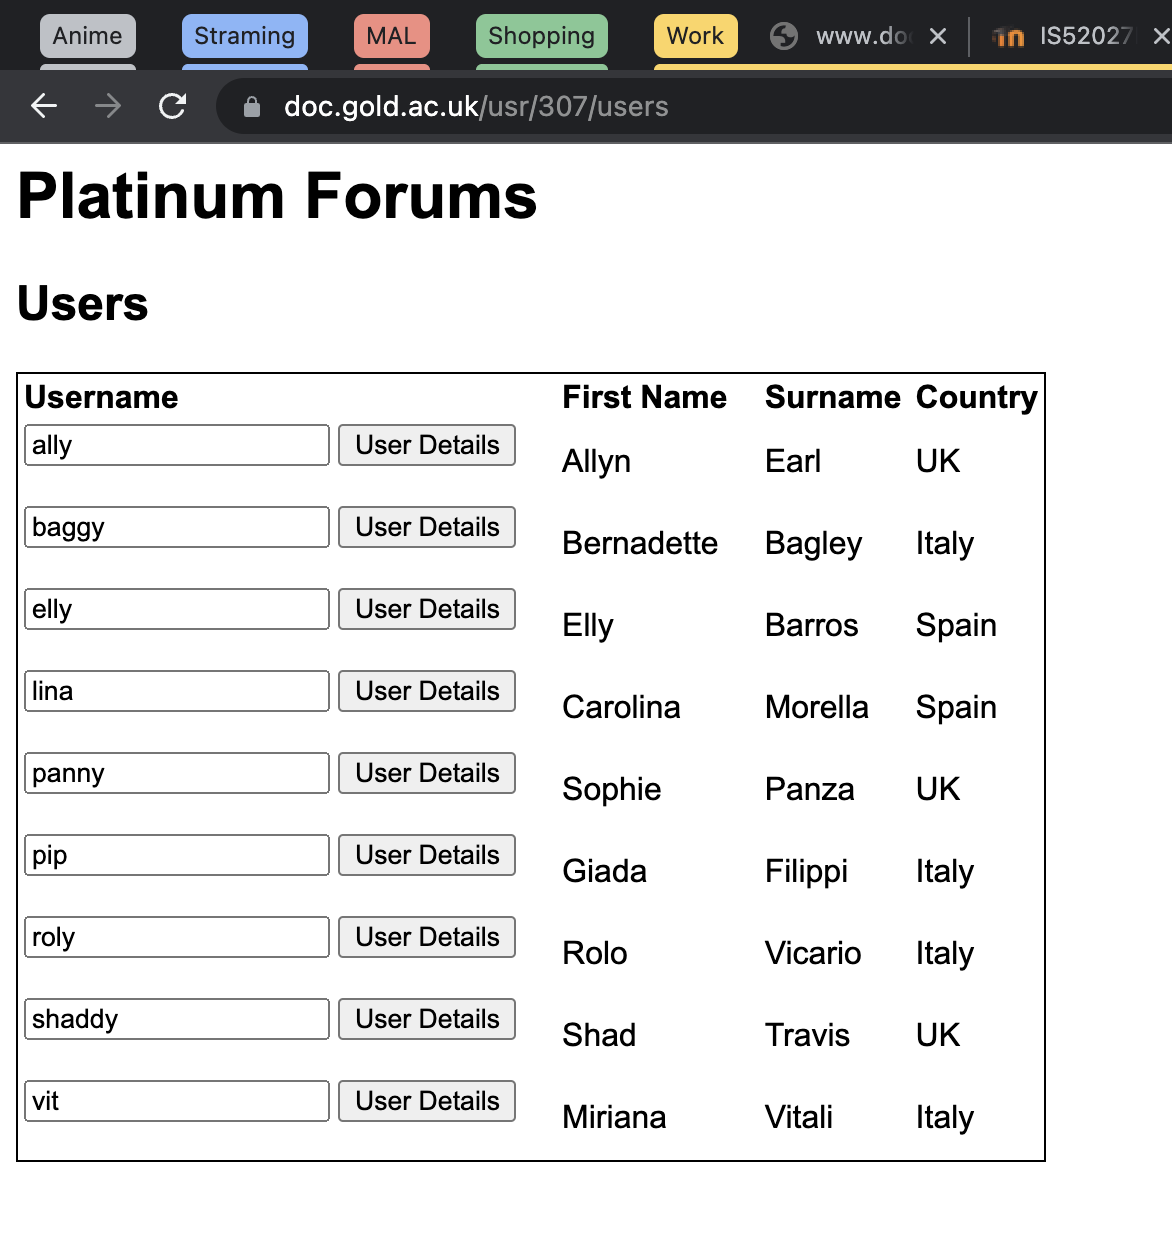 Anime Straming MAL Shopping Work www.do IS52027
doc.gold.ac.uk/usr/307/users
Platinum Forums
Users
Username First Name Surname Country
ally User Details Allyn Earl UK
baggy User Details Bernadette Bagley Italy
elly User Details Elly Barros Spain
lina User Details Carolina Morella Spain
panny User Details Sophie Panza UK
pip User Details Giada Filippi Italy
roly User Details Rolo Vicario Italy
shaddy User Details Shad Travis UK
vit User Details Miriana Vitali Italy